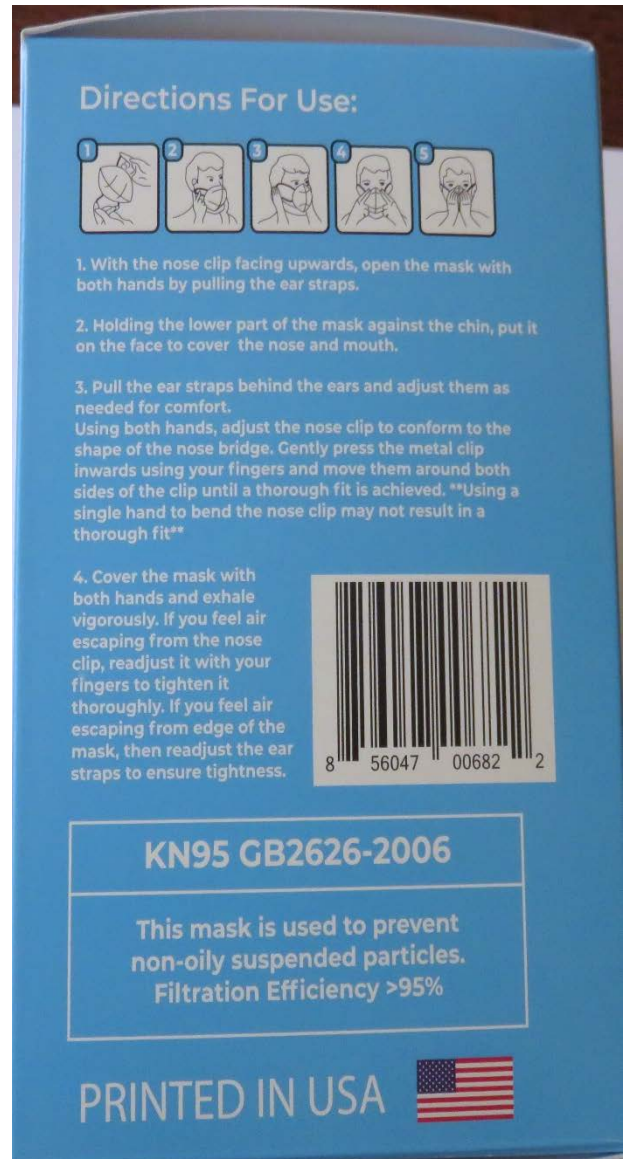 Directions For Use:
1 2 3 4 5
1. With the nose clip facing upwards, open the mask with
both hands by pulling the ear straps.
2. Holding the lower part of the mask against the chin, put it
on the face to cover the nose and mouth.
3. Pull the ear straps behind the ears and adjust them as
needed for comfort.
Using both hands, adjust the nose clip to conform to the
shape of the nose bridge. Gently press the metal clip
inwards using your fingers and move them around both
sides of the clip until a thorough fit is achieved. **Using a
single hand to bend the nose clip may not result in a
thorough fit**
4. Cover the mask with
both hands and exhale
vigorously. If you feel air
escaping from the nose
clip, readjust it with your
fingers to tighten it
thoroughly. If you feel air
escaping from edge of the
mask, then readjust the ear
straps to ensure tightness.
8 56047 00682 2
KN95 GB2626-2006
This mask is used to prevent
non-oily suspended particles.
Filtration Efficiency >95%
PRINTED IN USA